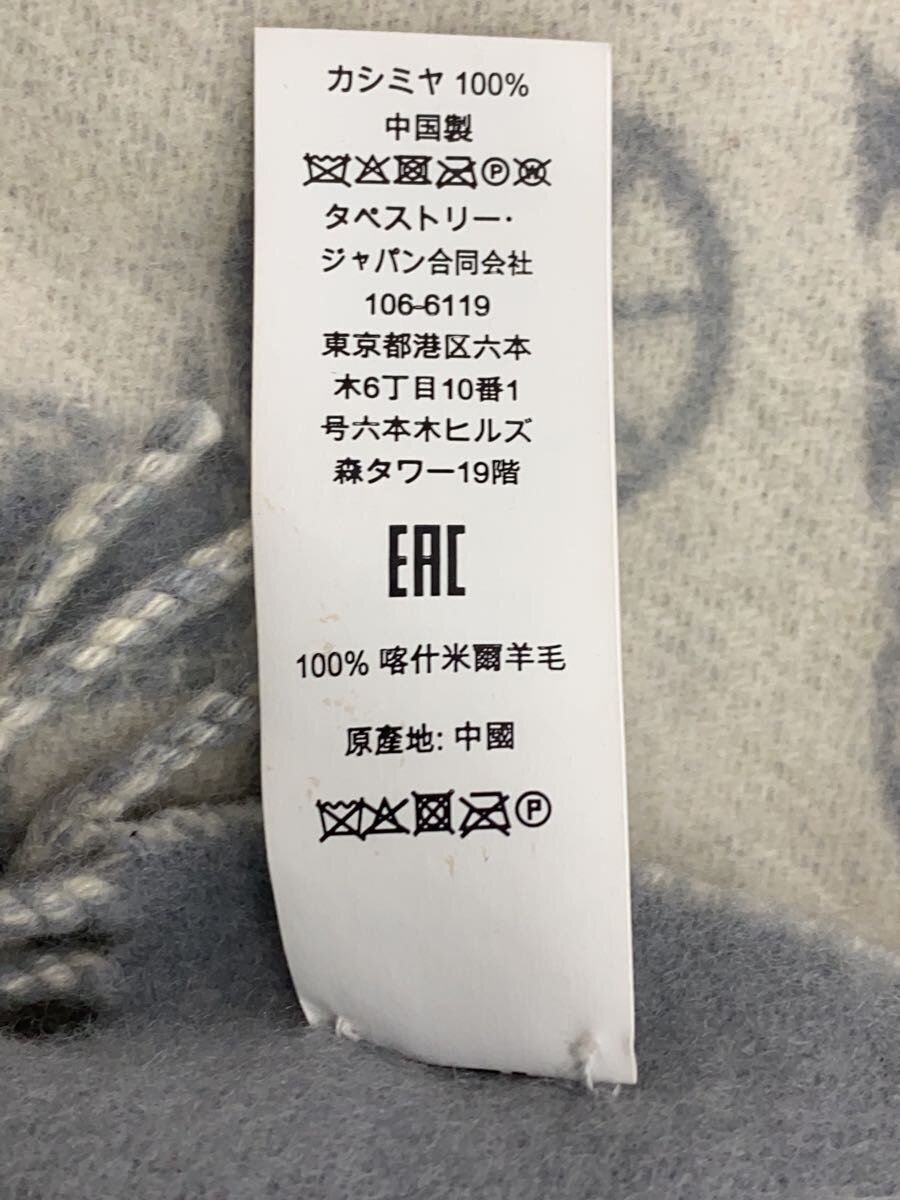 カシミヤ 100%
中国製
P W
タペストリー・
ジャパン合同会社
106-6119
東京都港区六本
木6丁目10番1
号六本木ヒルズ
森タワー19階
EAC
100% 喀什米爾羊毛
原產地: 中國
P